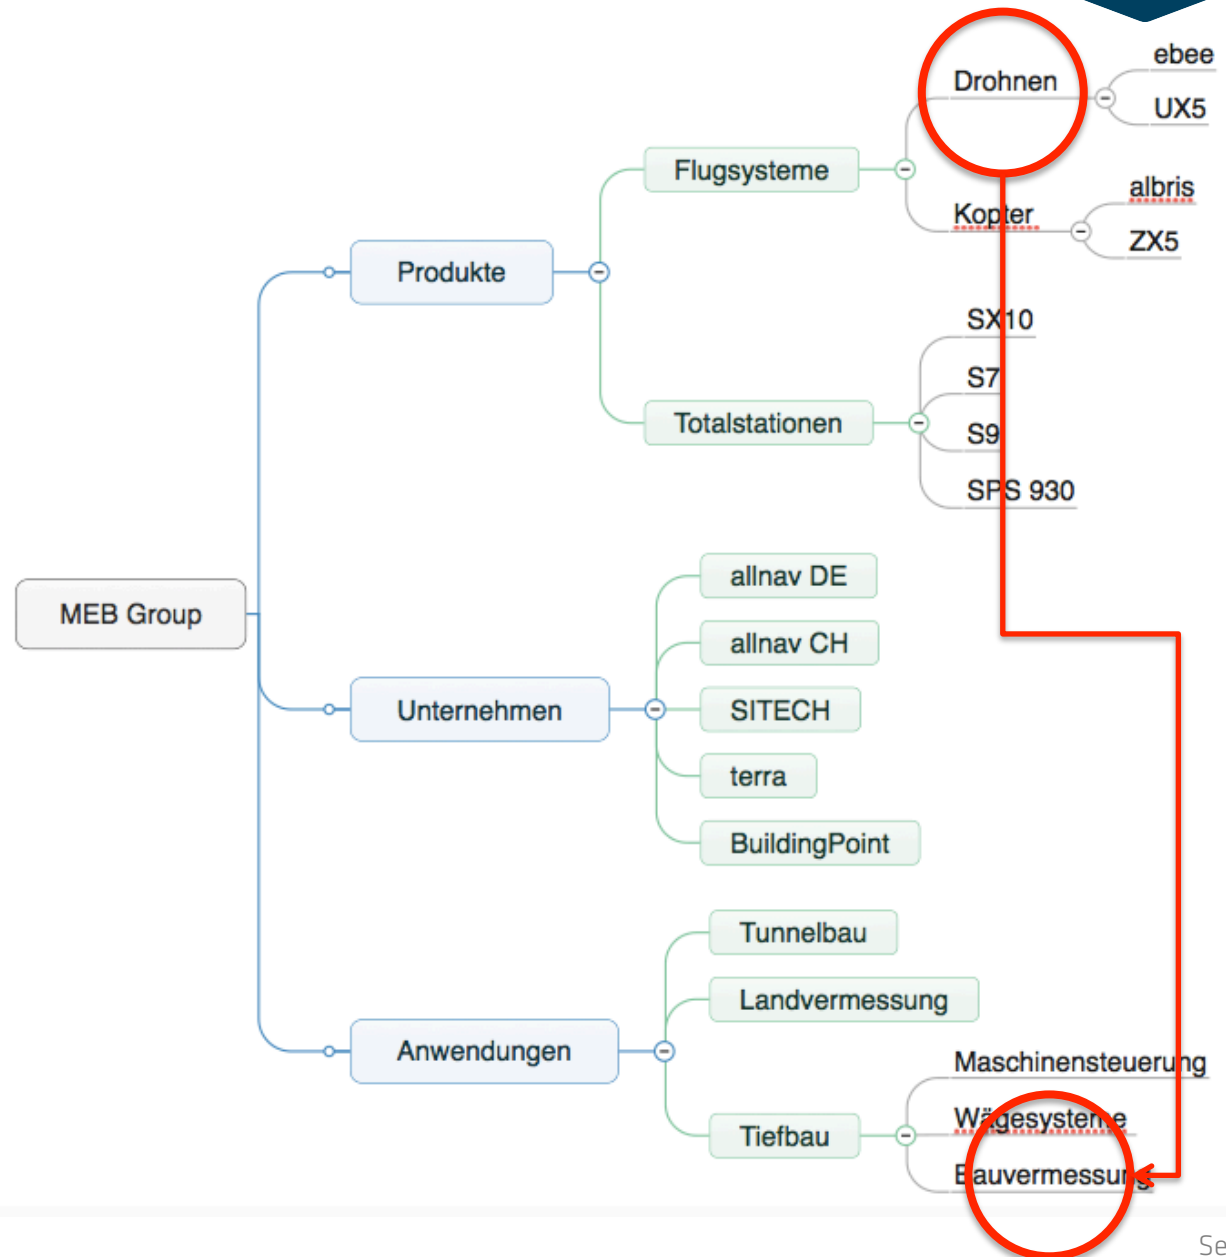 ebee
Drohnen
UX5
Flugsysteme
albris
Kopter
ZX5
Produkte
SX10
S7
Totalstationen
S9
SPS 930
allnav DE
MEB Group
allnav CH
Unternehmen
SITECH
terra
BuildingPoint
Tunnelbau
Landvermessung
Anwendungen
Maschinensteuerung
Wägesysteme
Tiefbau
Bauvermessung
Se